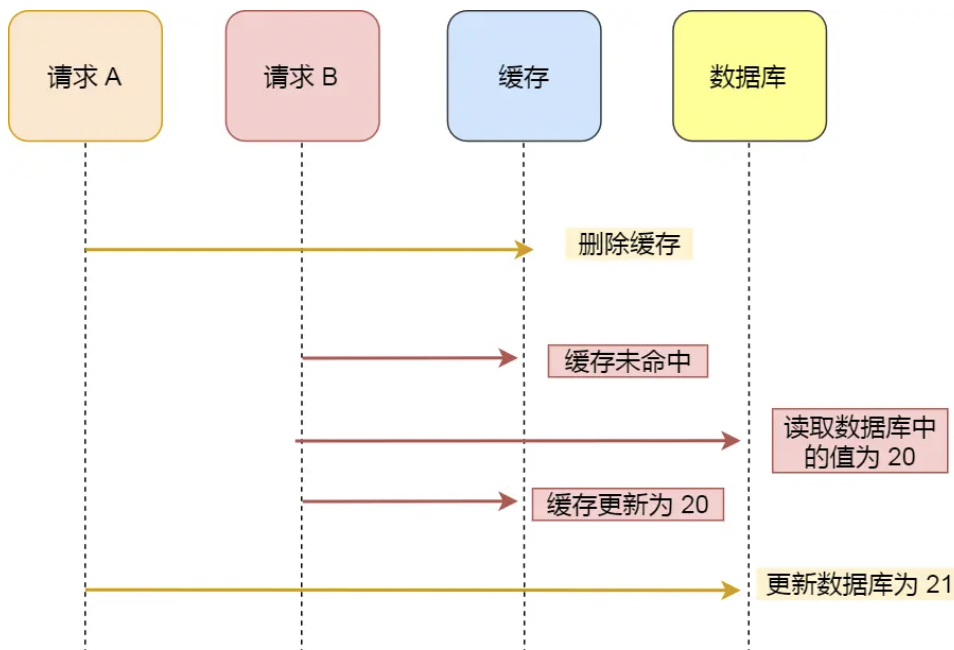 请求 A
请求 B
缓存
数据库
删除缓存
缓存未命中
读取数据库中
的值为 20
缓存更新为 20
更新数据库为 21